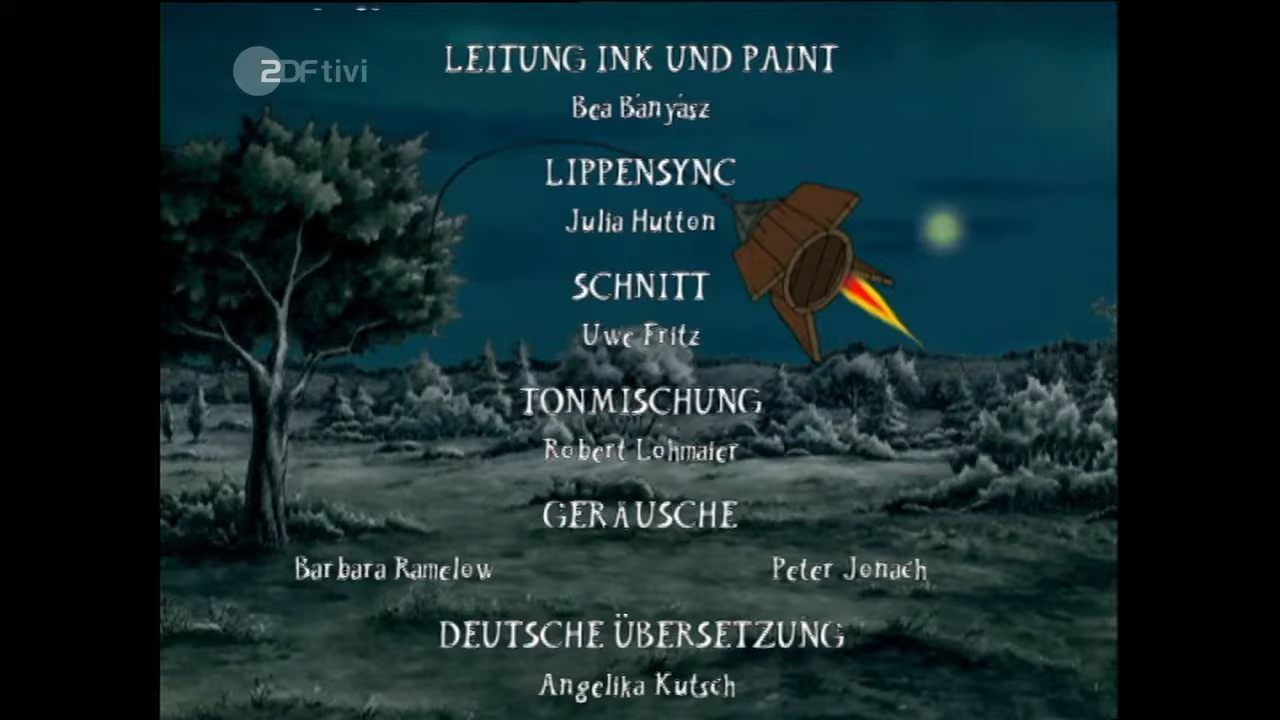 LEITUNG INK UND PAINT
ZDFtivi
Bea Bányász
LIPPENSYNC
Julia Hutton
SCHNITT
Uwe Fritz
TONMISCHUNG
Robert Lohmaier
GERÄUSCHE
Barbara Ramelow Peter Jonach
DEUTSCHE ÜBERSETZUNG
Angelika Kutsch